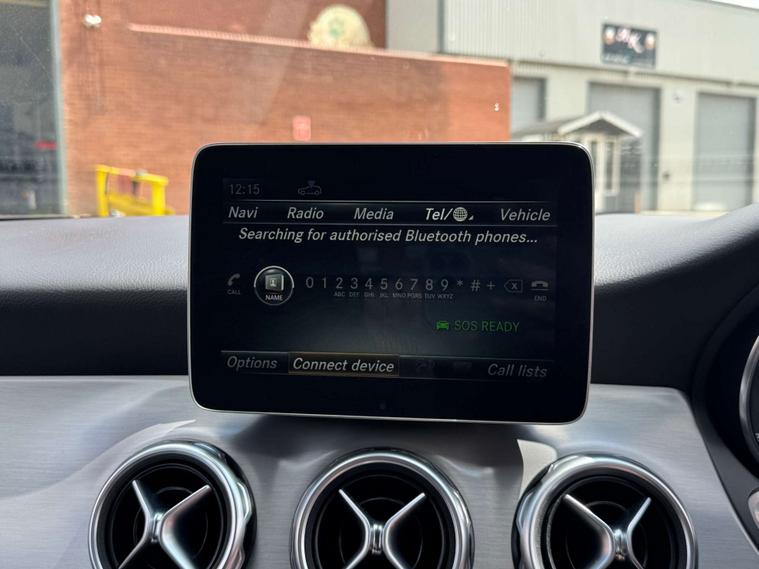 12:15
Navi Radio Media Tel/ Vehicle
Searching for authorised Bluetooth phones...
0 1 2 3 4 5 6 7 8 9 * # +
CALL NAME ABC DEF GHI JKL MNO PQRS TUV WXYZ END
SOS READY
Options Connect device Call lists